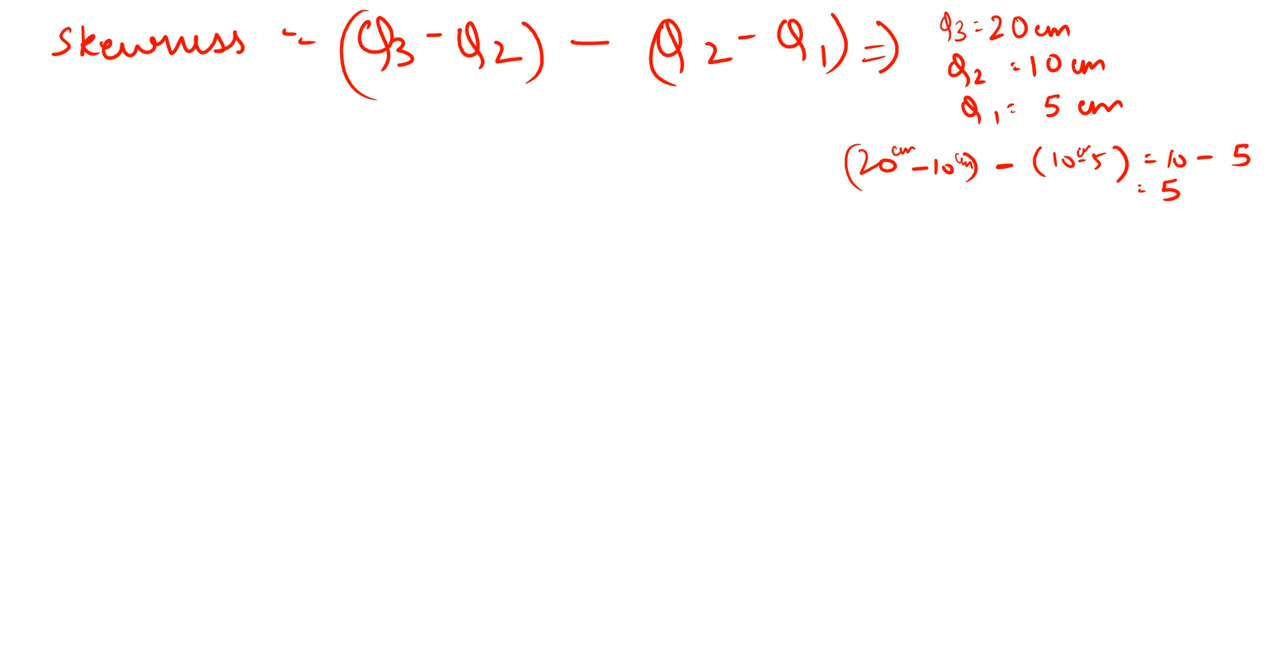 Skewness ~ (Q3 - Q2) - (Q2 - Q1) =>
Q3 = 20 cm
Q2 = 10 cm
Q1 = 5 cm
(20cm - 10cm) - (10cm - 5) = 10 - 5
= 5